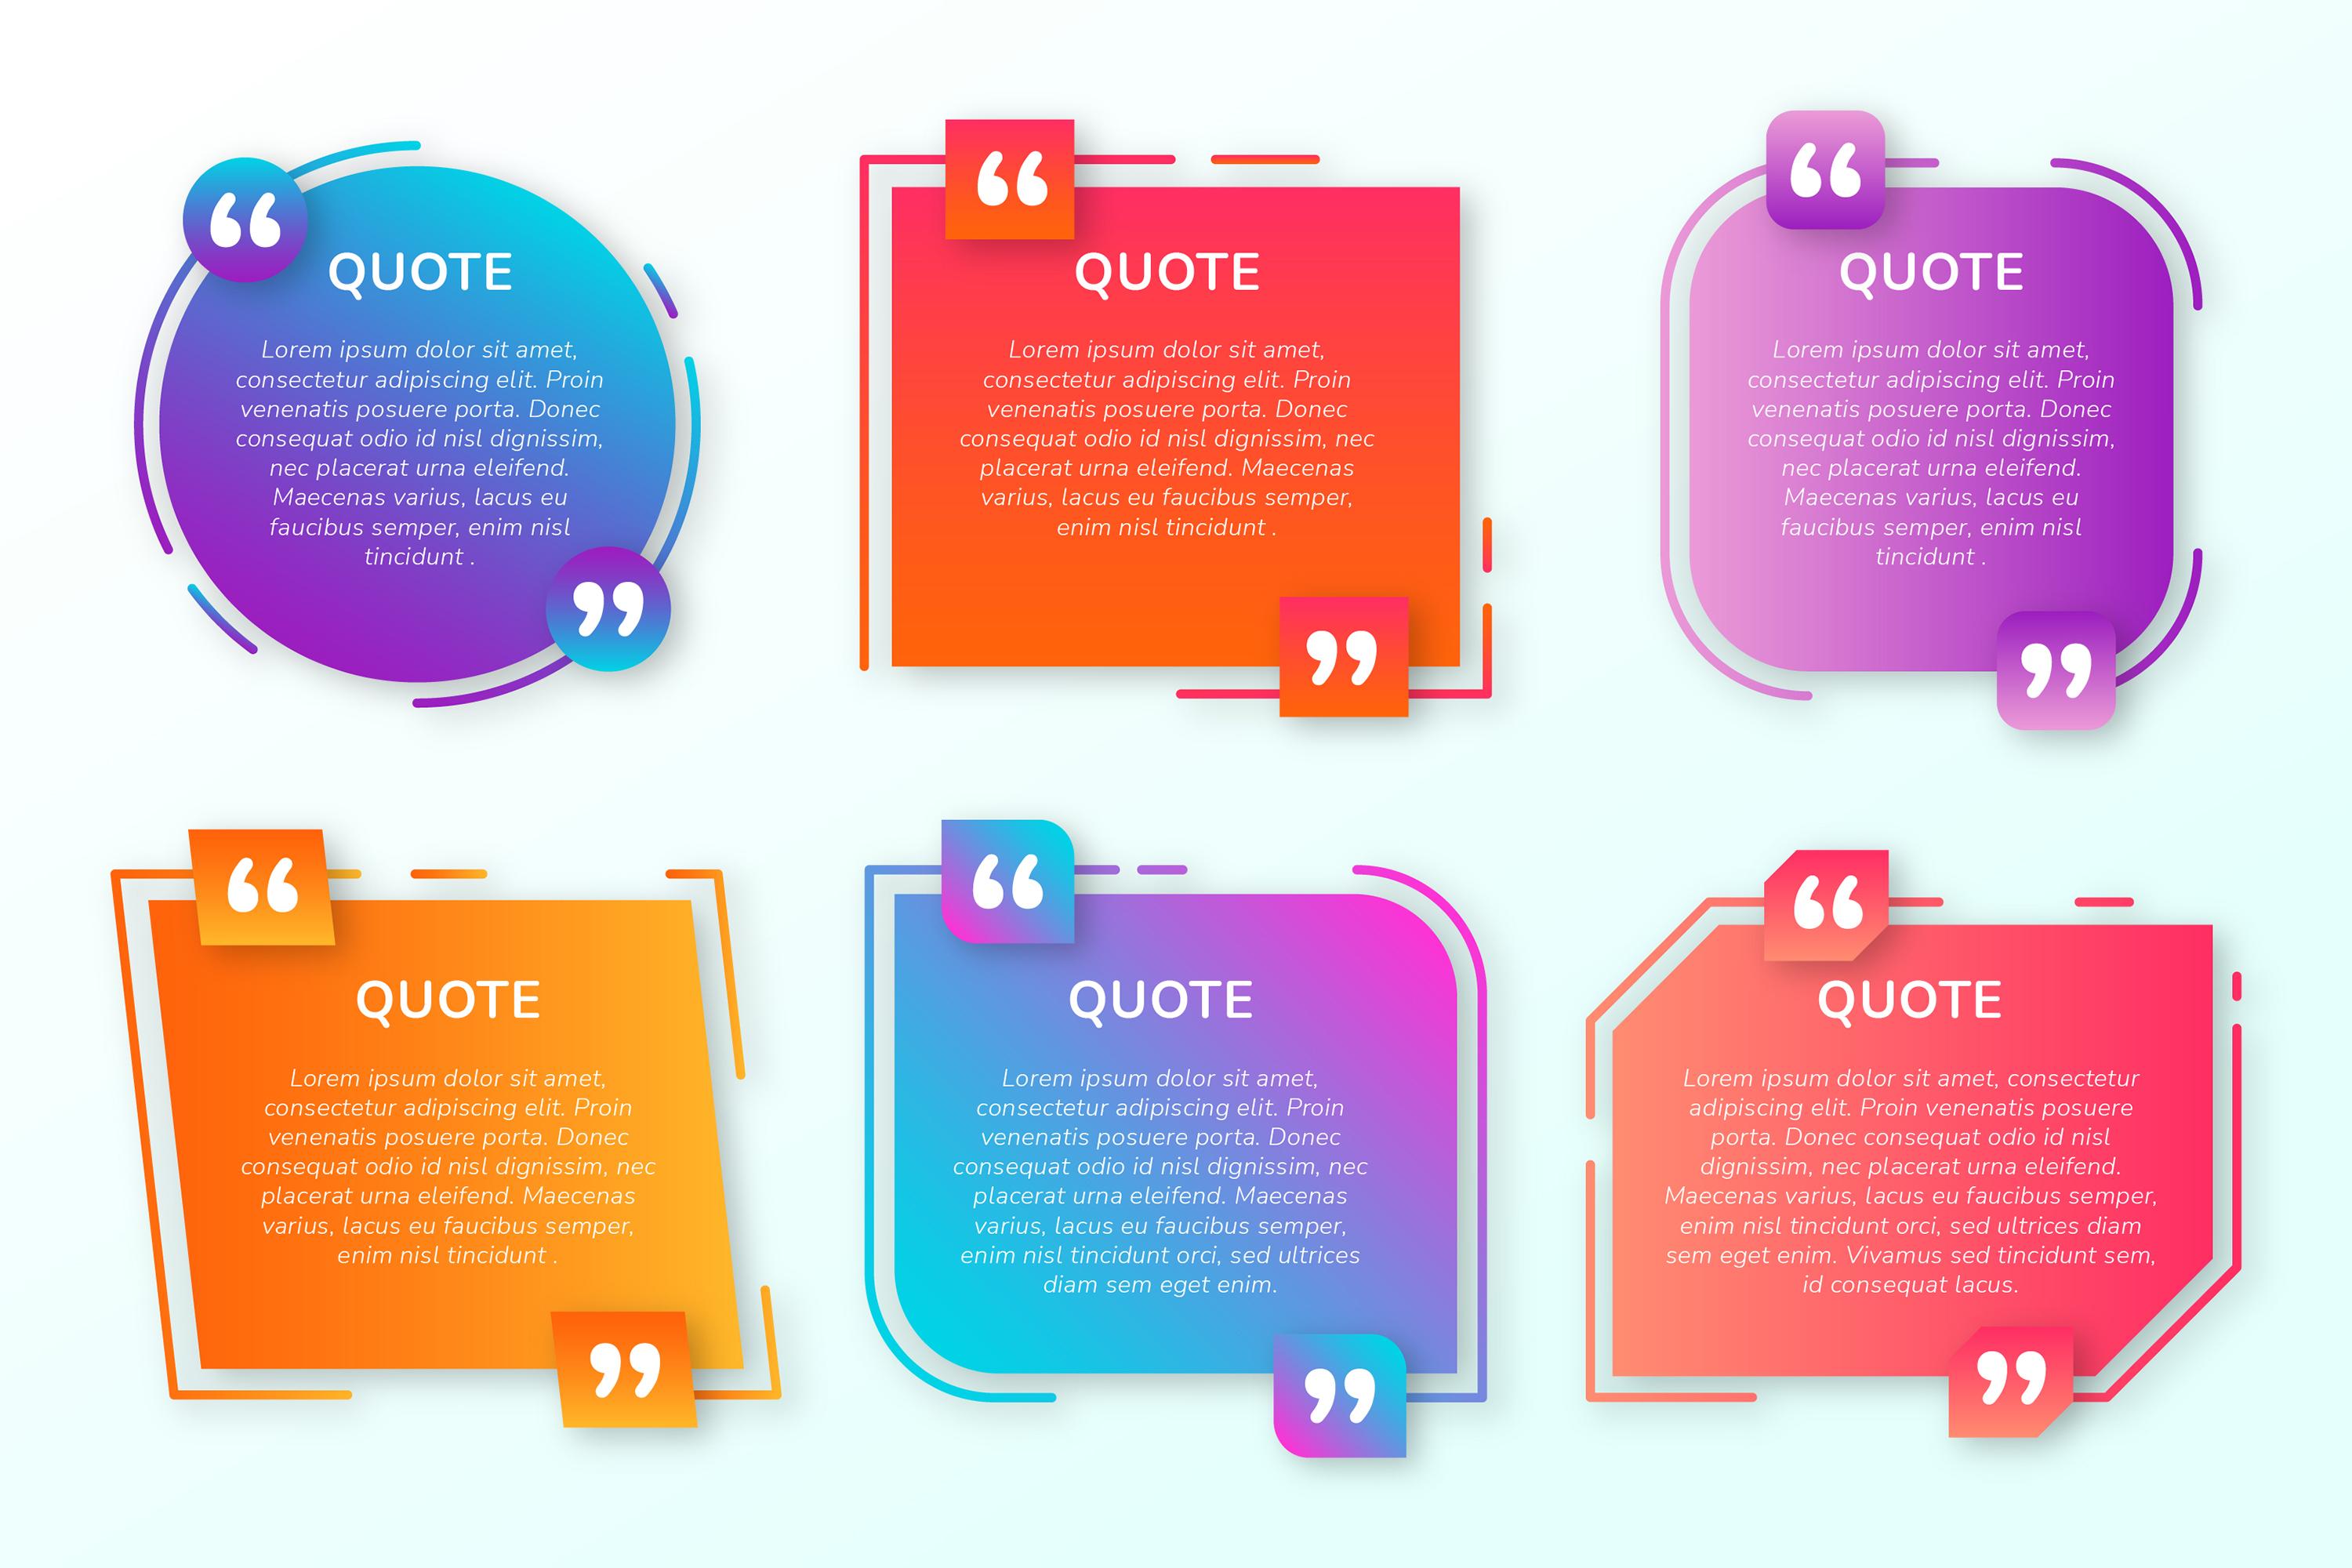 “
QUOTE
Lorem ipsum dolor sit amet,
consectetur adipiscing elit. Proin
venenatis posuere porta. Donec
consequat odio id nisl dignissim,
nec placerat urna eleifend.
Maecenas varius, lacus eu
faucibus semper, enim nisl
tincidunt .
”
“
QUOTE
Lorem ipsum dolor sit amet,
consectetur adipiscing elit. Proin
venenatis posuere porta. Donec
consequat odio id nisl dignissim, nec
placerat urna eleifend. Maecenas
varius, lacus eu faucibus semper,
enim nisl tincidunt .
”
“
QUOTE
Lorem ipsum dolor sit amet,
consectetur adipiscing elit. Proin
venenatis posuere porta. Donec
consequat odio id nisl dignissim,
nec placerat urna eleifend.
Maecenas varius, lacus eu
faucibus semper, enim nisl
tincidunt .
”
“
QUOTE
Lorem ipsum dolor sit amet,
consectetur adipiscing elit. Proin
venenatis posuere porta. Donec
consequat odio id nisl dignissim, nec
placerat urna eleifend. Maecenas
varius, lacus eu faucibus semper,
enim nisl tincidunt .
”
“
QUOTE
Lorem ipsum dolor sit amet,
consectetur adipiscing elit. Proin
venenatis posuere porta. Donec
consequat odio id nisl dignissim, nec
placerat urna eleifend. Maecenas
varius, lacus eu faucibus semper,
enim nisl tincidunt orci, sed ultrices
diam sem eget enim.
”
“
QUOTE
Lorem ipsum dolor sit amet, consectetur
adipiscing elit. Proin venenatis posuere
porta. Donec consequat odio id nisl
dignissim, nec placerat urna eleifend.
Maecenas varius, lacus eu faucibus semper,
enim nisl tincidunt orci, sed ultrices diam
sem eget enim. Vivamus sed tincidunt sem,
id consequat lacus.
”